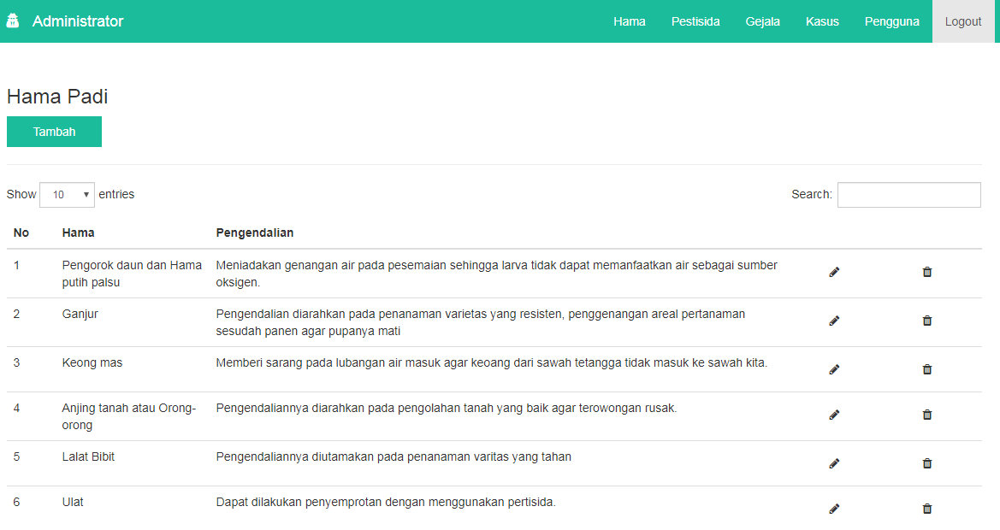 Administrator Hama Pestisida Gejala Kasus Pengguna Logout
Hama Padi
Tambah
Show 10 entries Search:
No Hama Pengendalian
1 Pengorok daun dan Hama Meniadakan genangan air pada pesemaian sehingga larva tidak dapat memanfaatkan air sebagai sumber
putih palsu oksigen.
2 Ganjur Pengendalian diarahkan pada penanaman varietas yang resisten, penggenangan areal pertanaman
sesudah panen agar pupanya mati
3 Keong mas Memberi sarang pada lubangan air masuk agar keoang dari sawah tetangga tidak masuk ke sawah kita.
4 Anjing tanah atau Orong- Pengendaliannya diarahkan pada pengolahan tanah yang baik agar terowongan rusak.
orong
5 Lalat Bibit Pengendaliannya diutamakan pada penanaman varitas yang tahan
6 Ulat Dapat dilakukan penyemprotan dengan menggunakan pertisida.